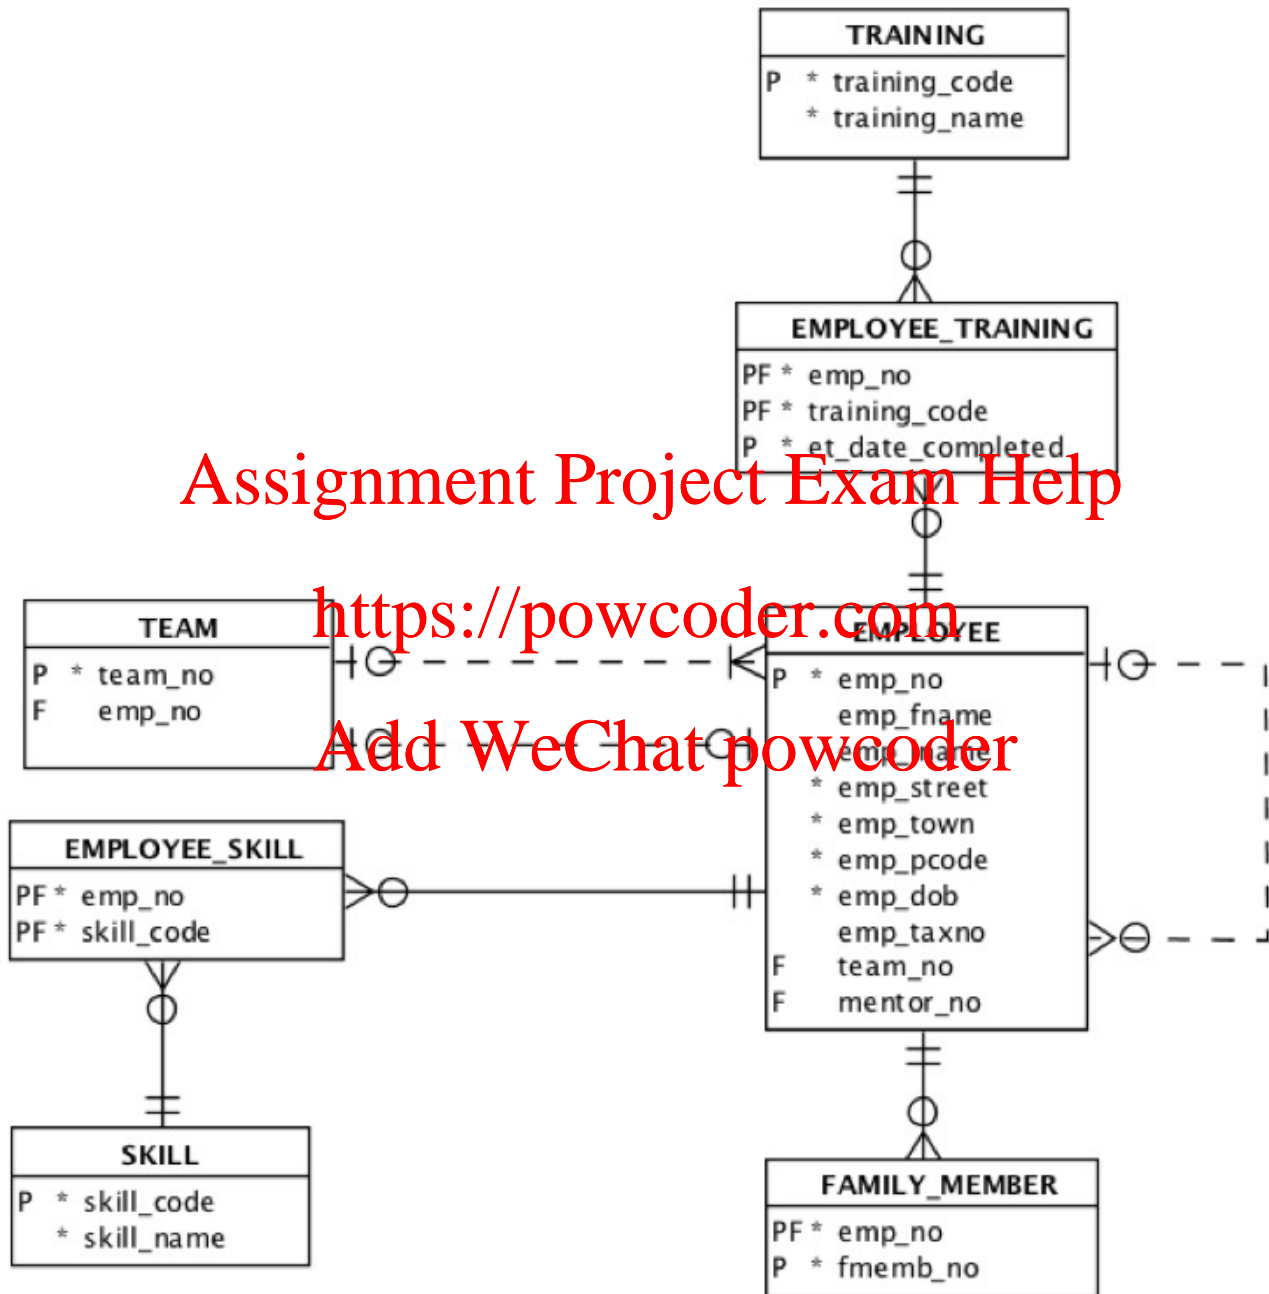 TRAINING
P * training_code
* training_name
EMPLOYEE_TRAINING
PF * emp_no
PF * training_code
P * et_date_completed
Assignment Project Exam Help
https://powcoder.com
TEAM
P * team_no
F emp_no
EMPLOYEE
P * emp_no
emp_fname
emp_lname
* emp_street
* emp_town
* emp_pcode
* emp_dob
emp_taxno
F team_no
F mentor_no
Add WeChat powcoder
EMPLOYEE_SKILL
PF * emp_no
PF * skill_code
SKILL
P * skill_code
* skill_name
FAMILY_MEMBER
PF * emp_no
P * fmemb_no